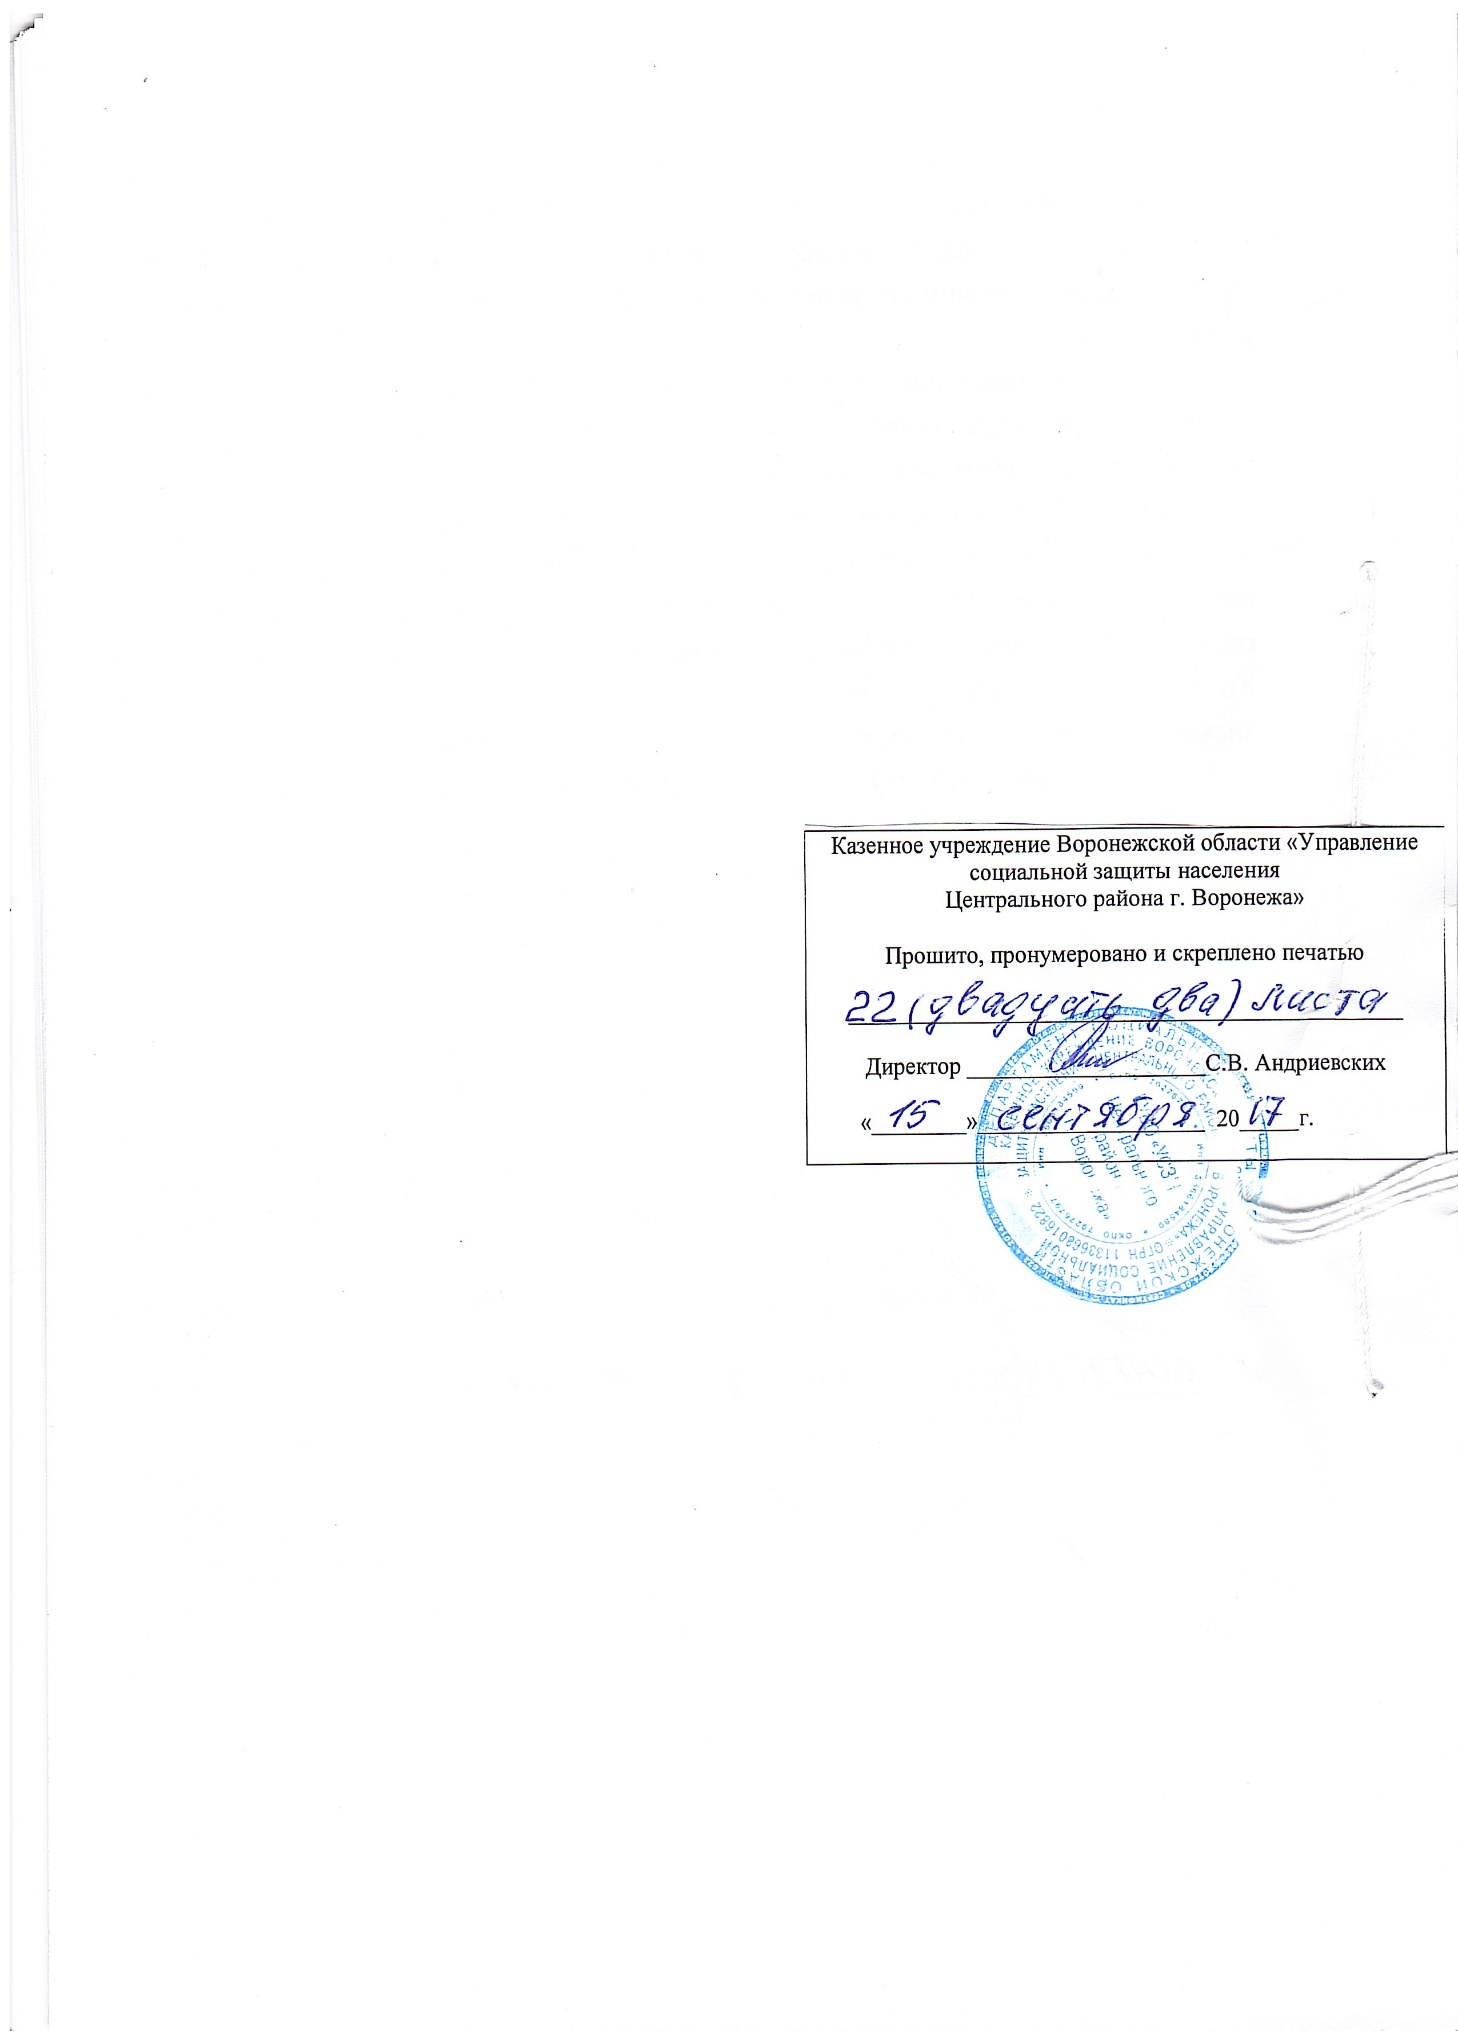 Казенное учреждение Воронежской области «Управление
социальной защиты населения
Центрального района г. Воронежа»
Прошито, пронумеровано и скреплено печатью
22 (двадцать два) листа
Директор С.В. Андриевских
«15» сентября 2017г.